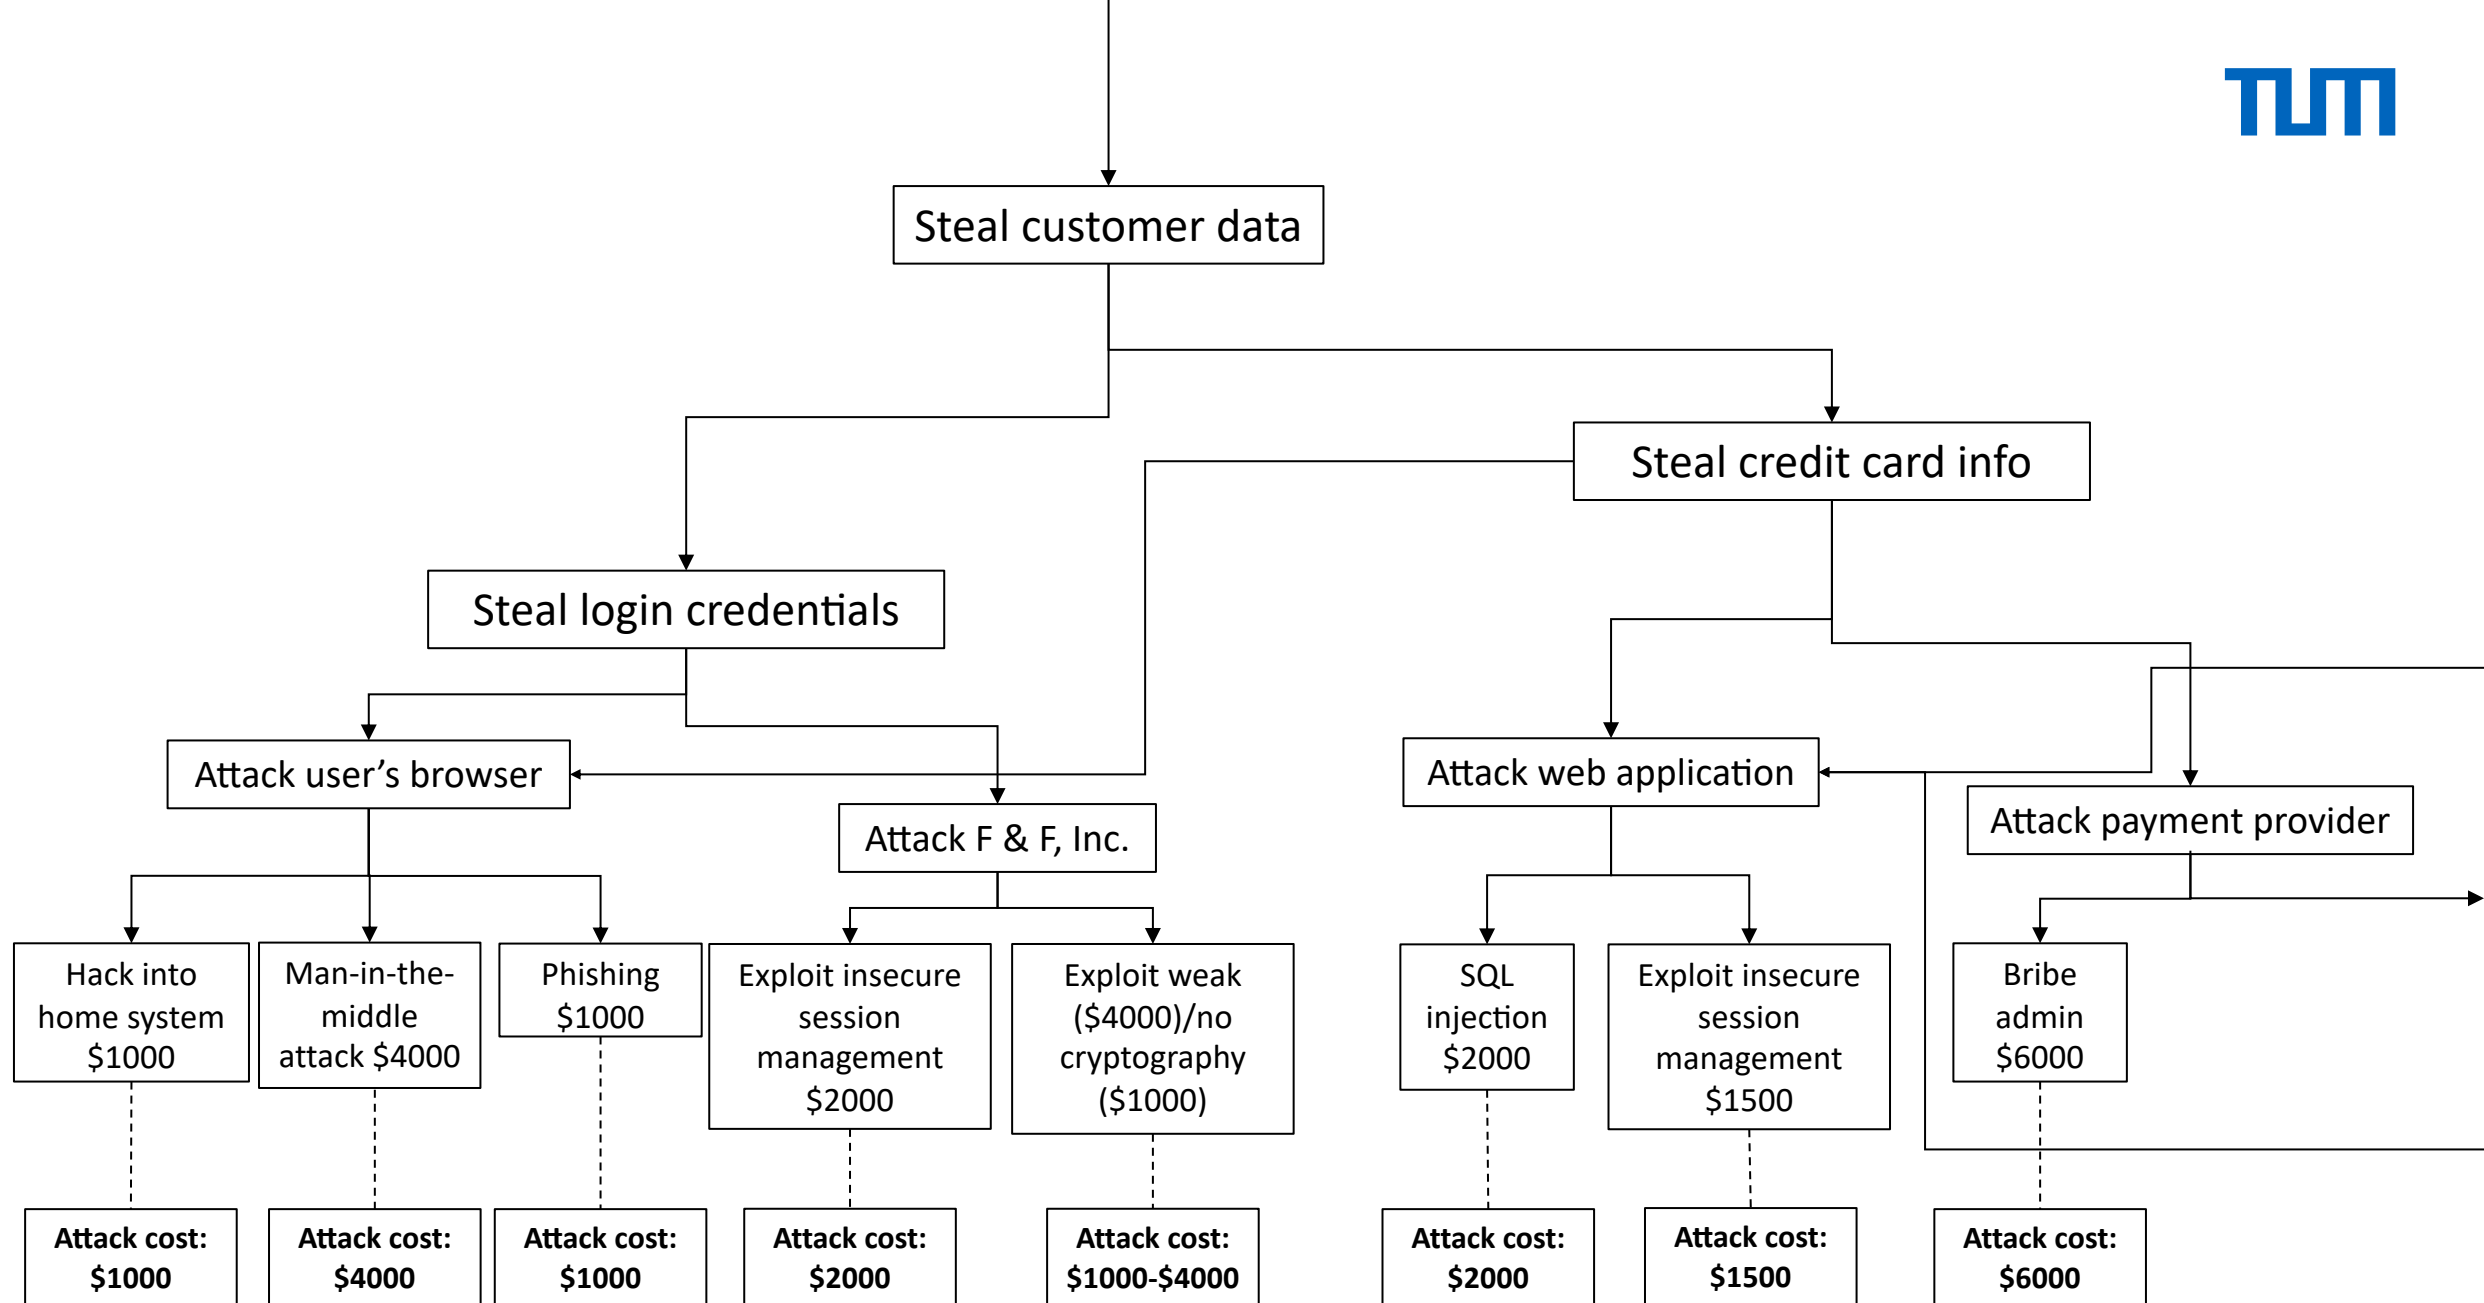 TUM
Steal customer data
Steal credit card info
Steal login credentials
Attack user’s browser
Attack web application
Attack payment provider
Attack F & F, Inc.
Hack into
home system
$1000
Man-in-the-
middle
attack $4000
Phishing
$1000
Exploit insecure
session
management
$2000
Exploit weak
($4000)/no
cryptography
($1000)
SQL
injection
$2000
Exploit insecure
session
management
$1500
Bribe
admin
$6000
Attack cost:
$1000
Attack cost:
$4000
Attack cost:
$1000
Attack cost:
$2000
Attack cost:
$1000-$4000
Attack cost:
$2000
Attack cost:
$1500
Attack cost:
$6000